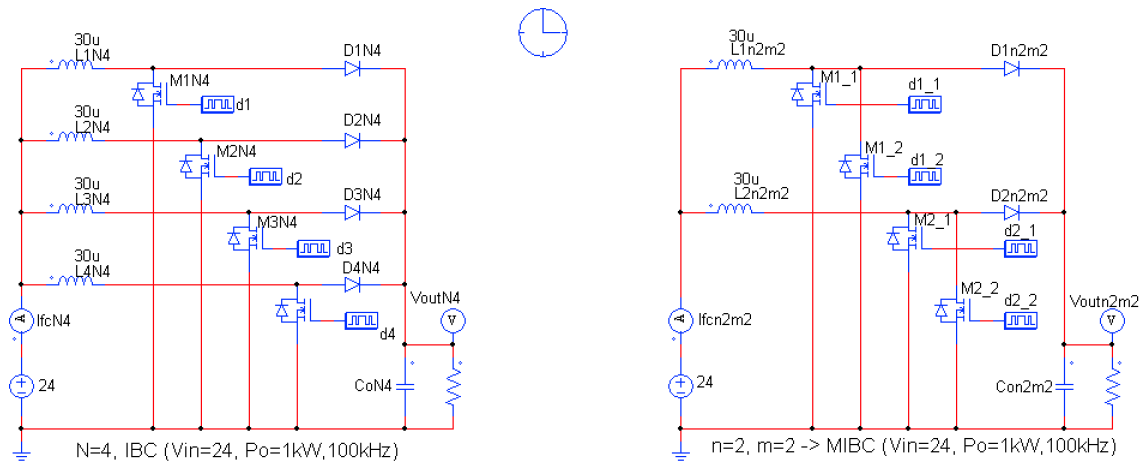 30u
L1N4
D1N4
M1N4
d1
30u
L2N4
D2N4
M2N4
d2
30u
L3N4
D3N4
M3N4
d3
30u
L4N4
D4N4
d4
A
IfcN4
24
VoutN4
V
CoN4
N=4, IBC (Vin=24, Po=1kW,100kHz)
30u
L1n2m2
D1n2m2
M1_1
d1_1
M1_2
d1_2
30u
L2n2m2
D2n2m2
M2_1
d2_1
M2_2
d2_2
A
Ifcn2m2
24
Voutn2m2
V
Con2m2
n=2, m=2 -> MIBC (Vin=24, Po=1kW,100kHz)